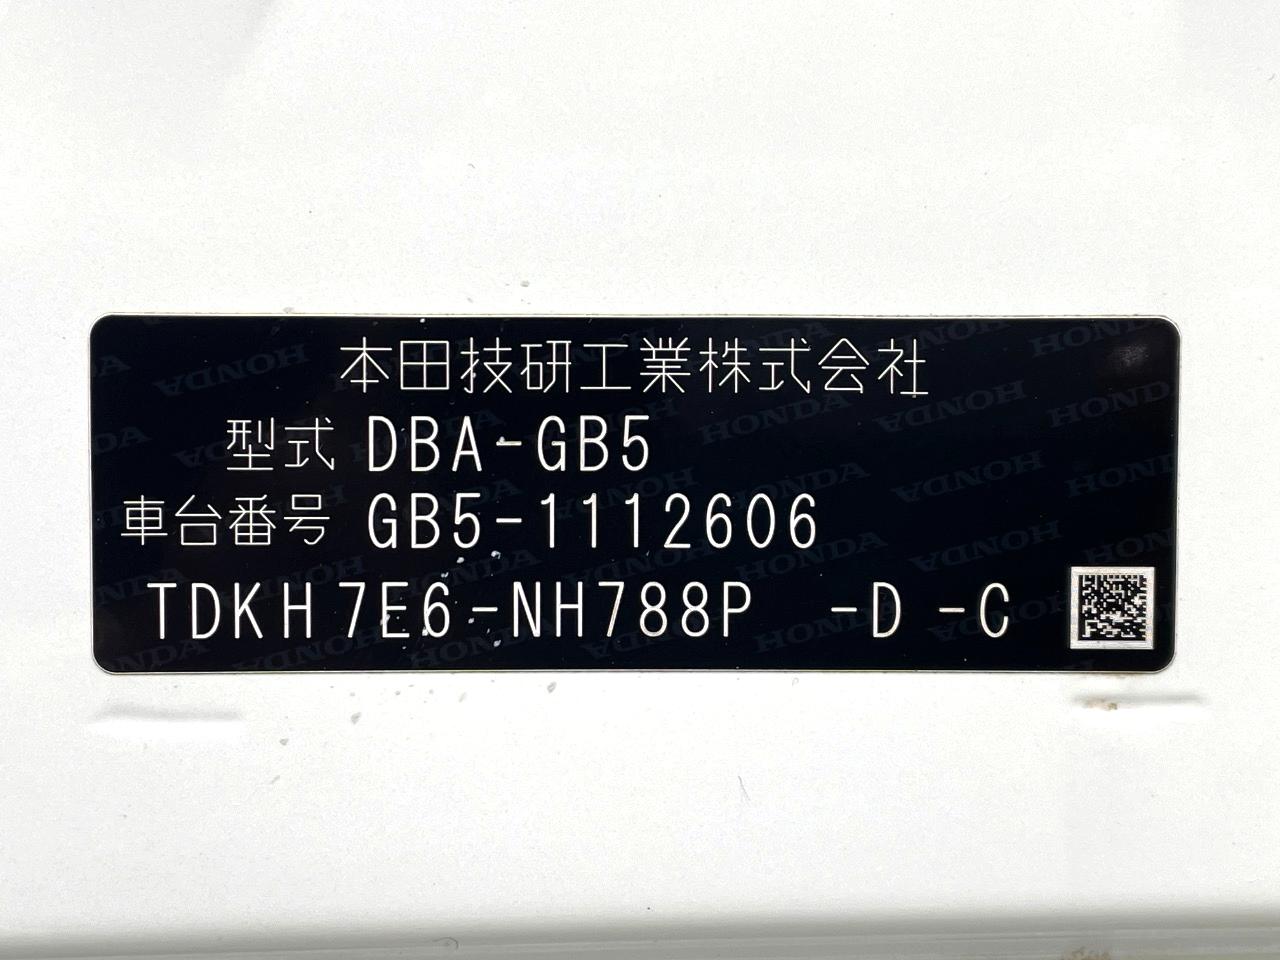 本田技研工業株式会社
型式 DBA-GB5
車台番号 GB5-1112606
TDKH7E6-NH788P -D -C